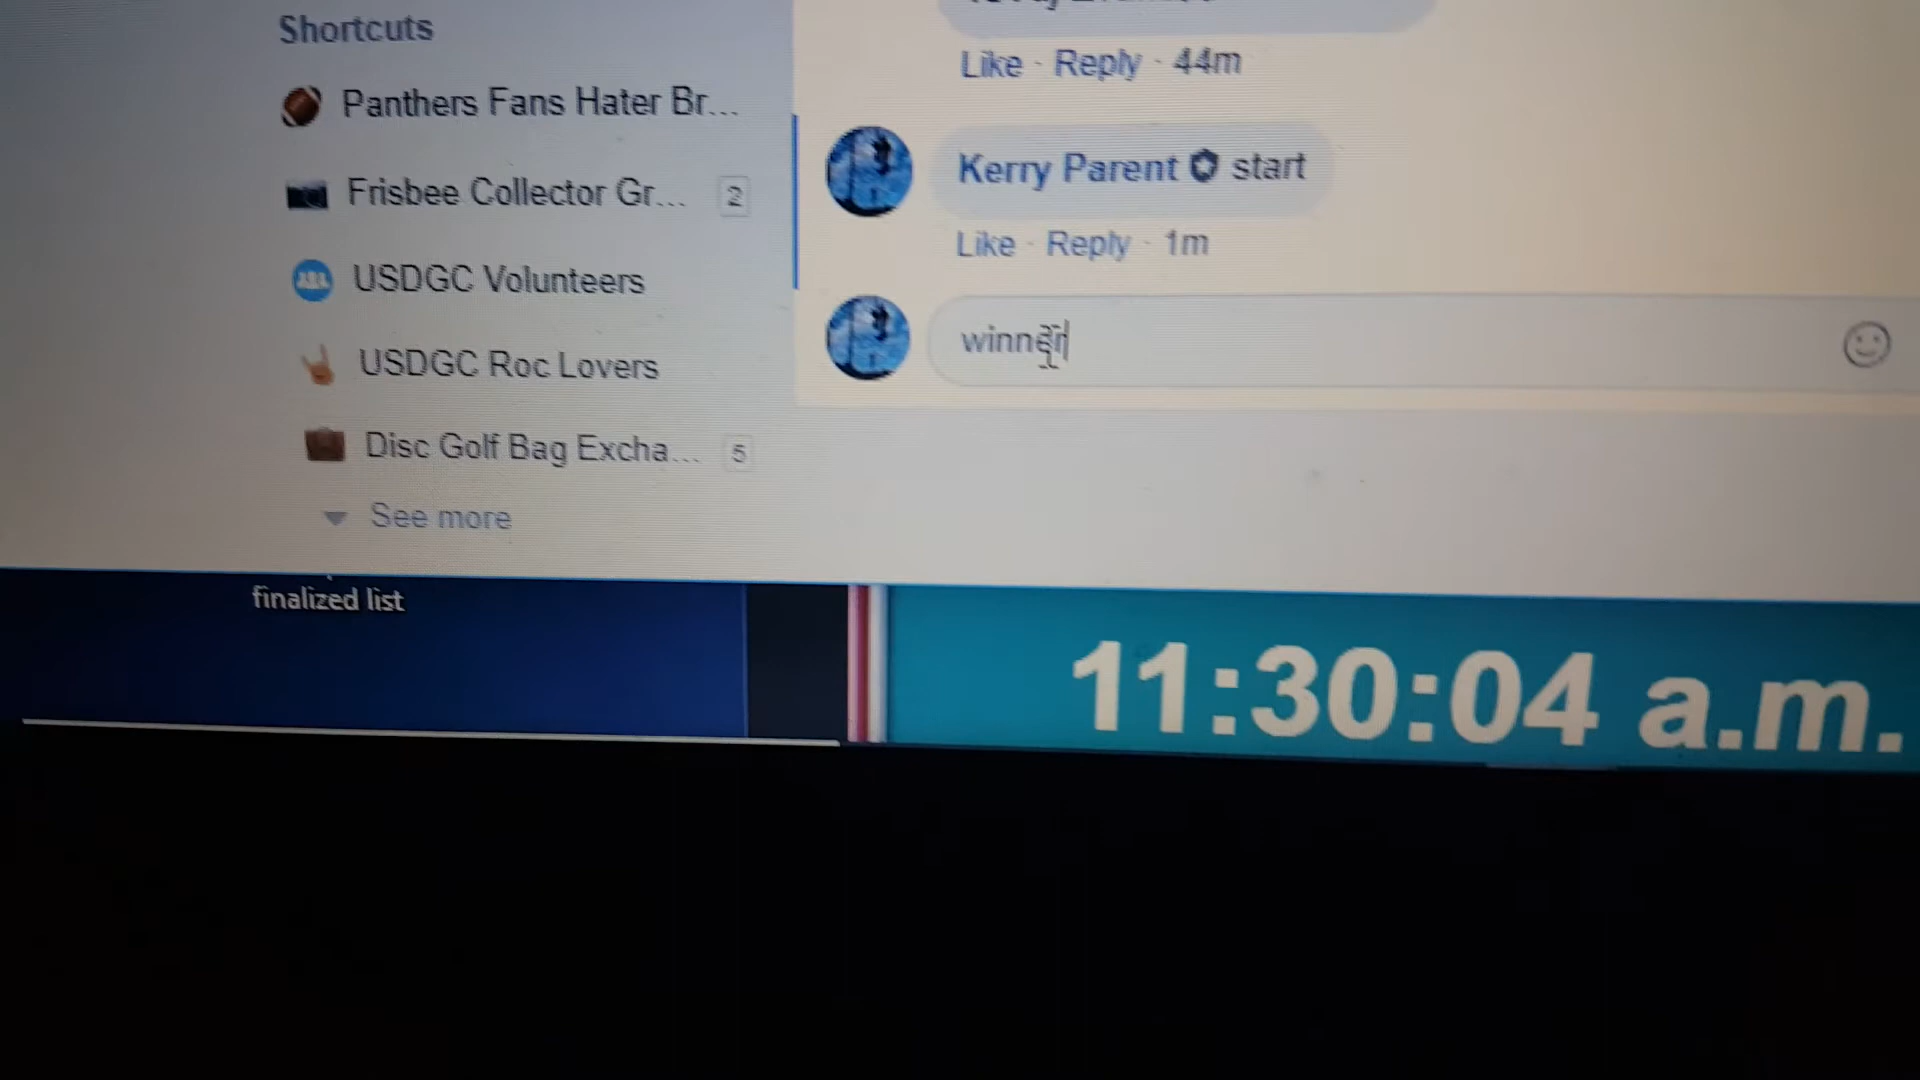 Shortcuts
Panthers Fans Hater Br...
Frisbee Collector Gr... 2
USDGC Volunteers
USDGC Roc Lovers
Disc Golf Bag Excha... 5
See more
Like · Reply · 44m
Kerry Parent start
Like · Reply · 1m
winner
finalized list
11:30:04 a.m.